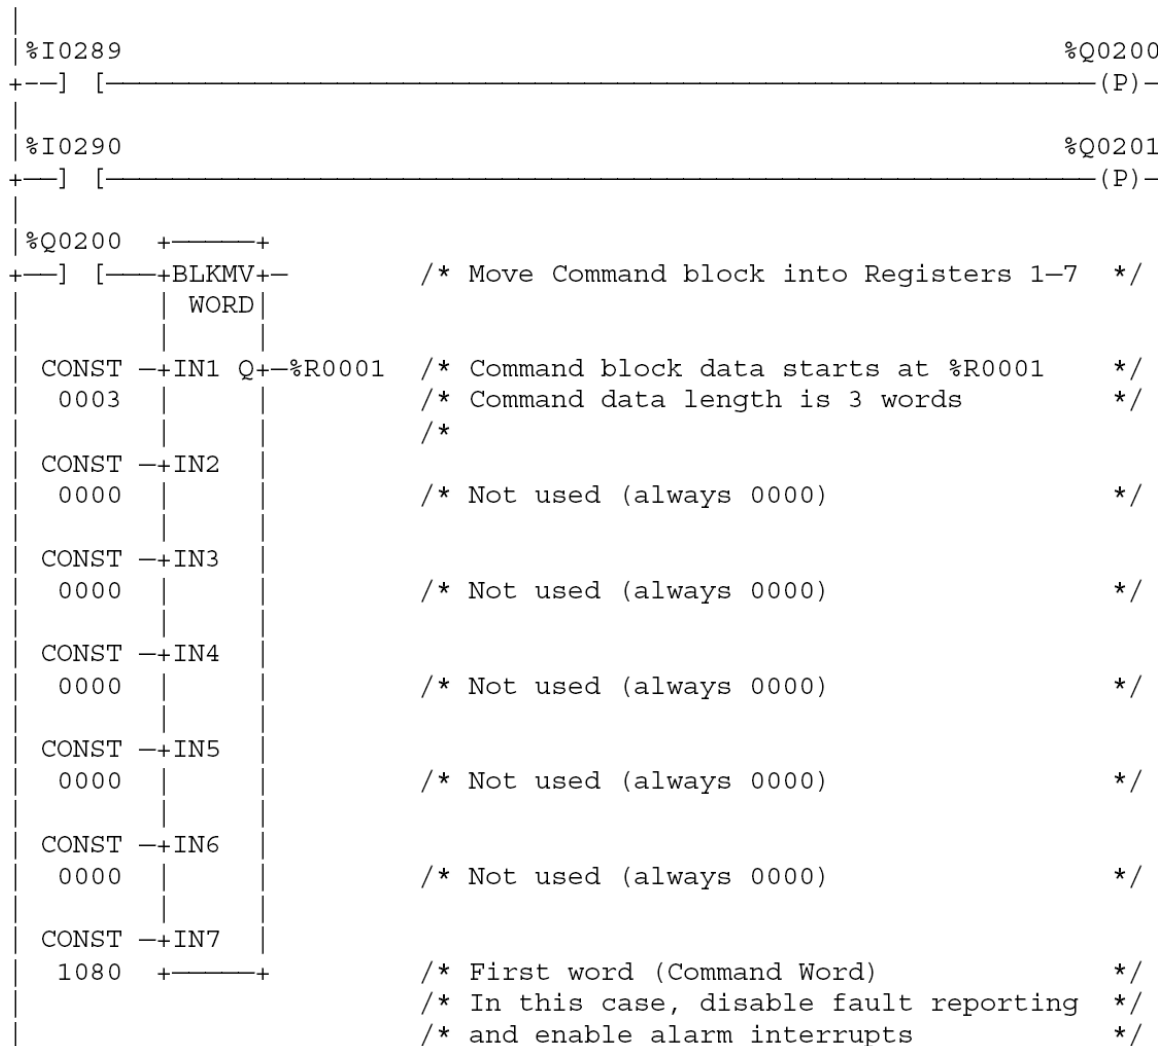 |
|%I0289 %Q0200
+--] [——————————(P)—
|
|%I0290 %Q0201
+——] [——————————(P)—
|
|%Q0200 +—————+
+——] [———+BLKMV+— /* Move Command block into Registers 1—7 */
| | WORD|
| | |
| CONST —+IN1 Q+—%R0001 /* Command block data starts at %R0001 */
| 0003 | | /* Command data length is 3 words */
| | | /*
| CONST —+IN2 |
| 0000 | | /* Not used (always 0000) */
| | |
| CONST —+IN3 |
| 0000 | | /* Not used (always 0000) */
| | |
| CONST —+IN4 |
| 0000 | | /* Not used (always 0000) */
| | |
| CONST —+IN5 |
| 0000 | | /* Not used (always 0000) */
| | |
| CONST —+IN6 |
| 0000 | | /* Not used (always 0000) */
| | |
| CONST —+IN7 |
| 1080 +—————+ /* First word (Command Word) */
| /* In this case, disable fault reporting */
| /* and enable alarm interrupts */